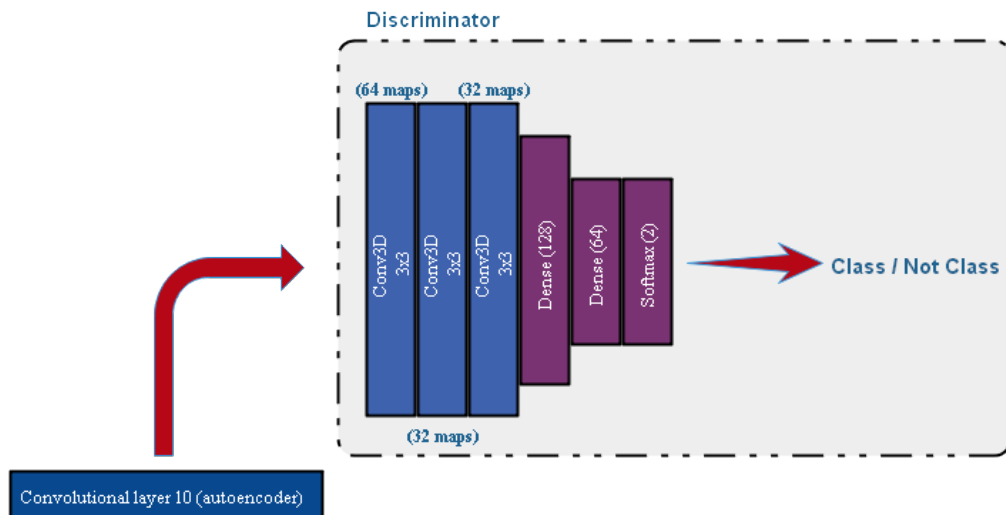 Discriminator
(64 maps)
(32 maps)
Conv3D
3x3
Conv3D
3x3
Conv3D
3x3
Dense (128)
Dense (64)
Softmax (2)
Class / Not Class
(32 maps)
Convolutional layer 10 (autoencoder)